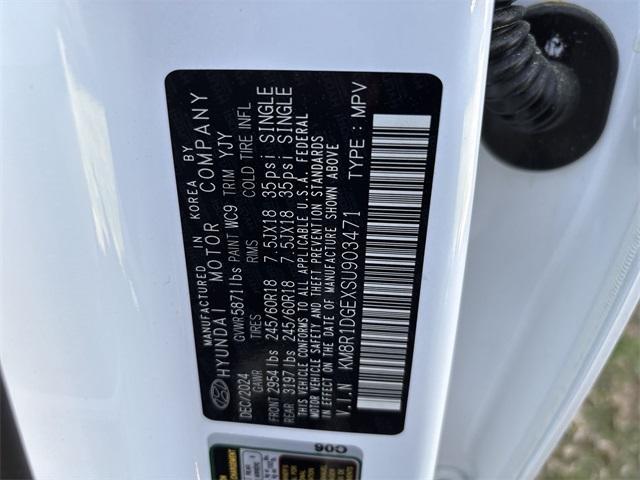 MANUFACTURED IN KOREA BY
HYUNDAI MOTOR COMPANY
DEC/2024 GVWR 5871lbs PAINT WC9 TRIM YJY
GAWR TIRES RIMS COLD TIRE INFL
FRONT 2954 lbs 245/60R18 7.5JX18 35psi SINGLE
REAR 3197 lbs 245/60R18 7.5JX18 35psi SINGLE
THIS VEHICLE CONFORMS TO ALL APPLICABLE U.S.A. FEDERAL
MOTOR VEHICLE SAFETY AND THEFT PREVENTION STANDARDS
IN EFFECT ON THE DATE OF MANUFACTURE SHOWN ABOVE
V.I.N KM8R1DGEXSU903471 TYPE : MPV
C06